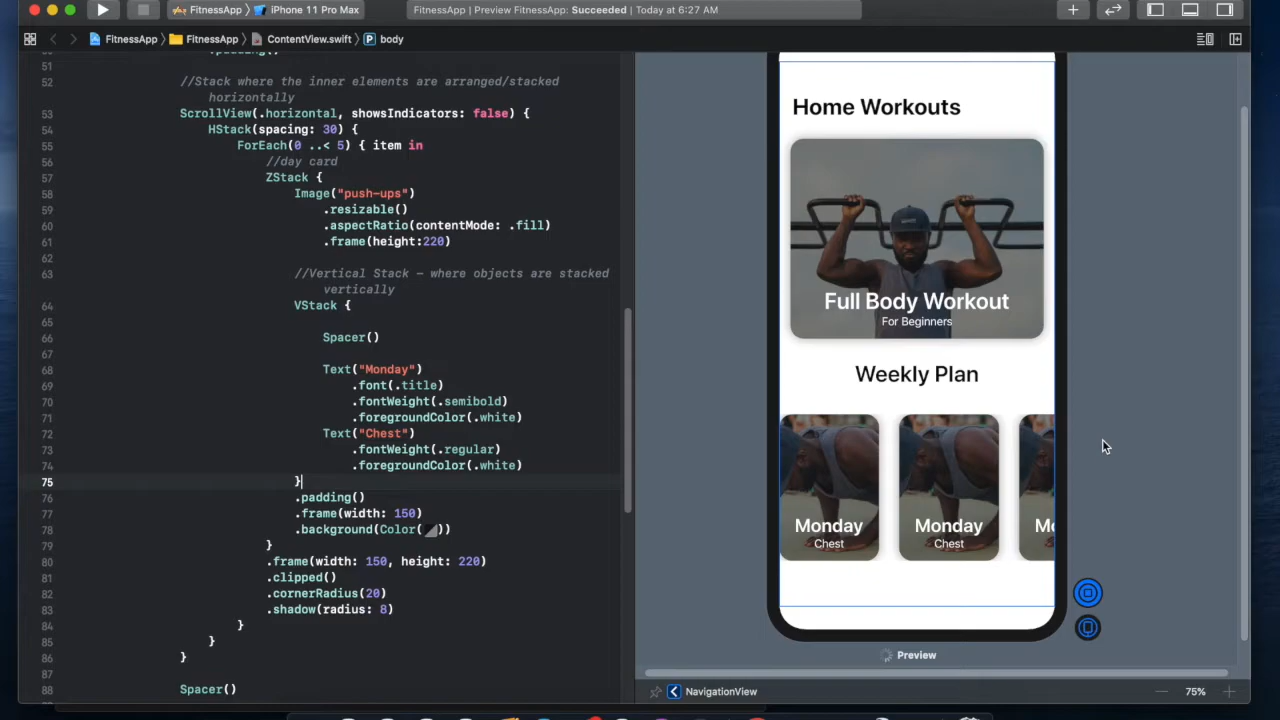 FitnessApp › iPhone 11 Pro Max
FitnessApp | Preview FitnessApp: Succeeded | Today at 6:27 AM
FitnessApp › FitnessApp › ContentView.swift › P body
51
52 //Stack where the inner elements are arranged/stacked
horizontally
53 ScrollView(.horizontal, showsIndicators: false) {
54 HStack(spacing: 30) {
55 ForEach(0 ..< 5) { item in
56 //day card
57 ZStack {
58 Image("push-ups")
59 .resizable()
60 .aspectRatio(contentMode: .fill)
61 .frame(height:220)
62
63 //Vertical Stack - where objects are stacked
vertically
64 VStack {
65
66 Spacer()
67
68 Text("Monday")
69 .font(.title)
70 .fontWeight(.semibold)
71 .foregroundColor(.white)
72 Text("Chest")
73 .fontWeight(.regular)
74 .foregroundColor(.white)
75 }
76 .padding()
77 .frame(width: 150)
78 .background(Color( ))
79 }
80 .frame(width: 150, height: 220)
81 .clipped()
82 .cornerRadius(20)
83 .shadow(radius: 8)
84 }
85 }
86 }
87
88 Spacer()
Home Workouts
Full Body Workout
For Beginners
Weekly Plan
Monday Monday Mo
Chest Chest
Preview
NavigationView
75%